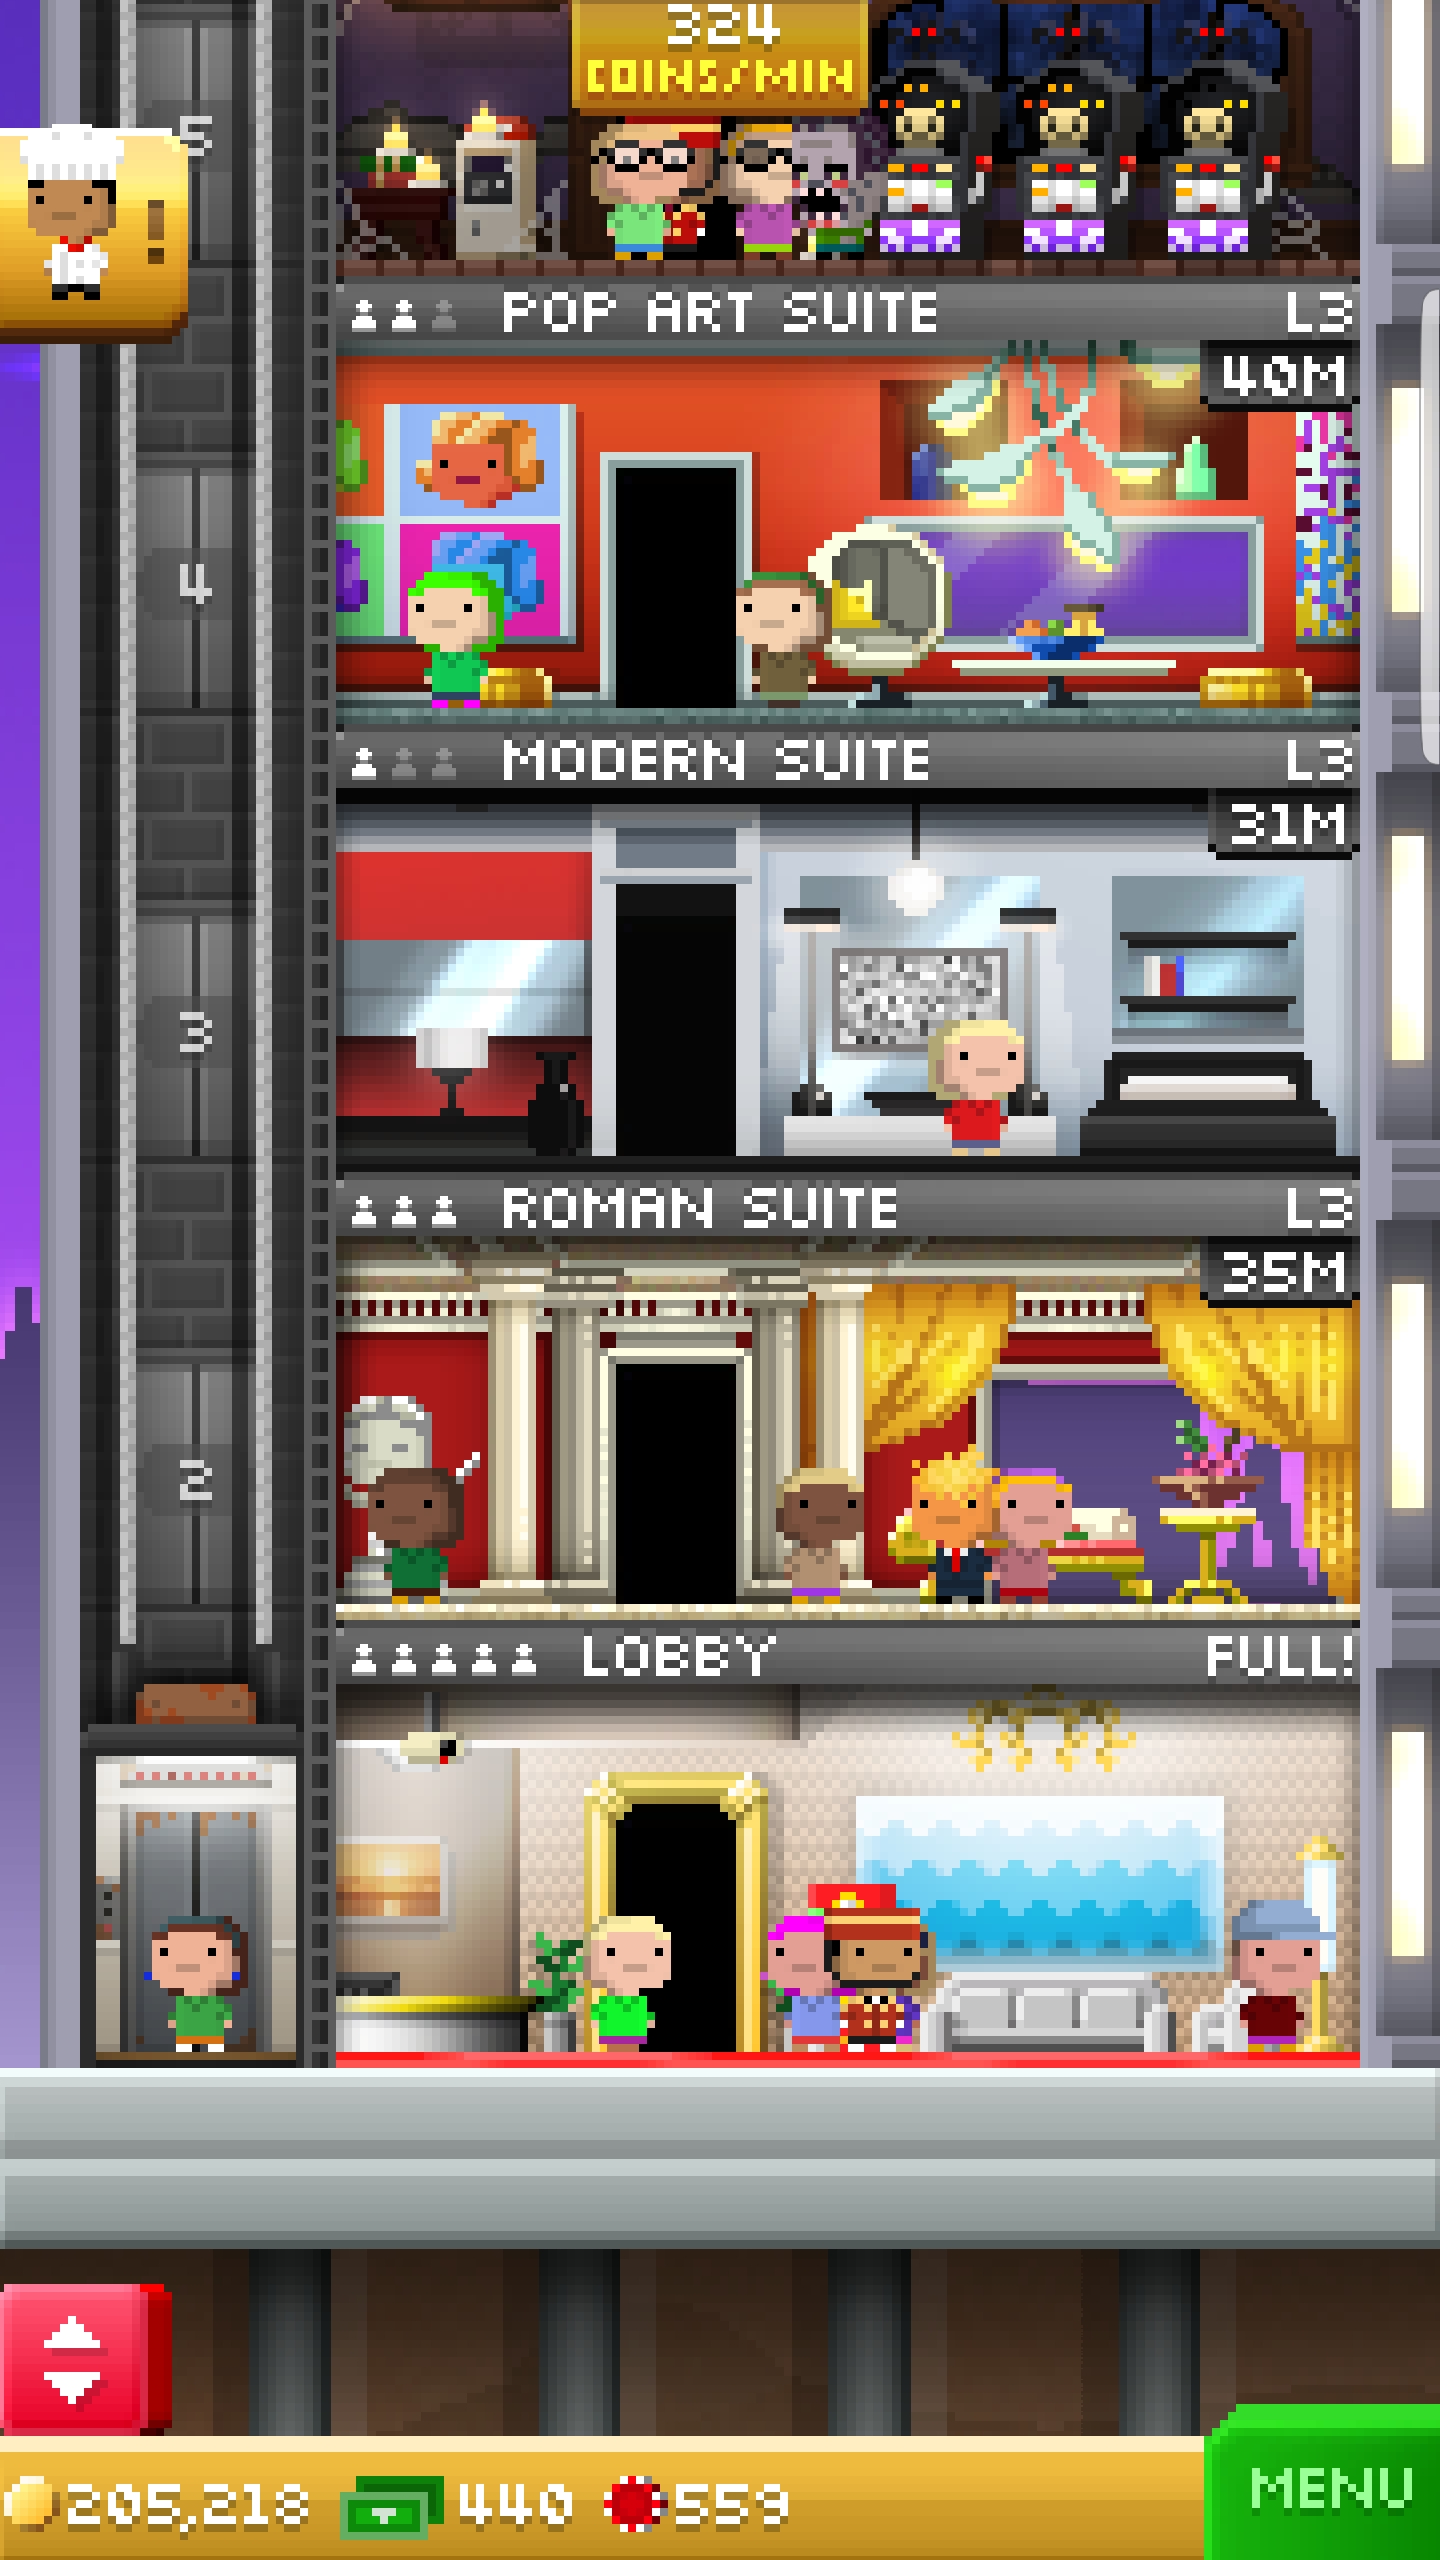 324
COINS/MIN
5
!
POP ART SUITE L3
40M
4
MODERN SUITE L3
31M
3
ROMAN SUITE L3
35M
2
LOBBY FULL!
205,218 440 559
MENU